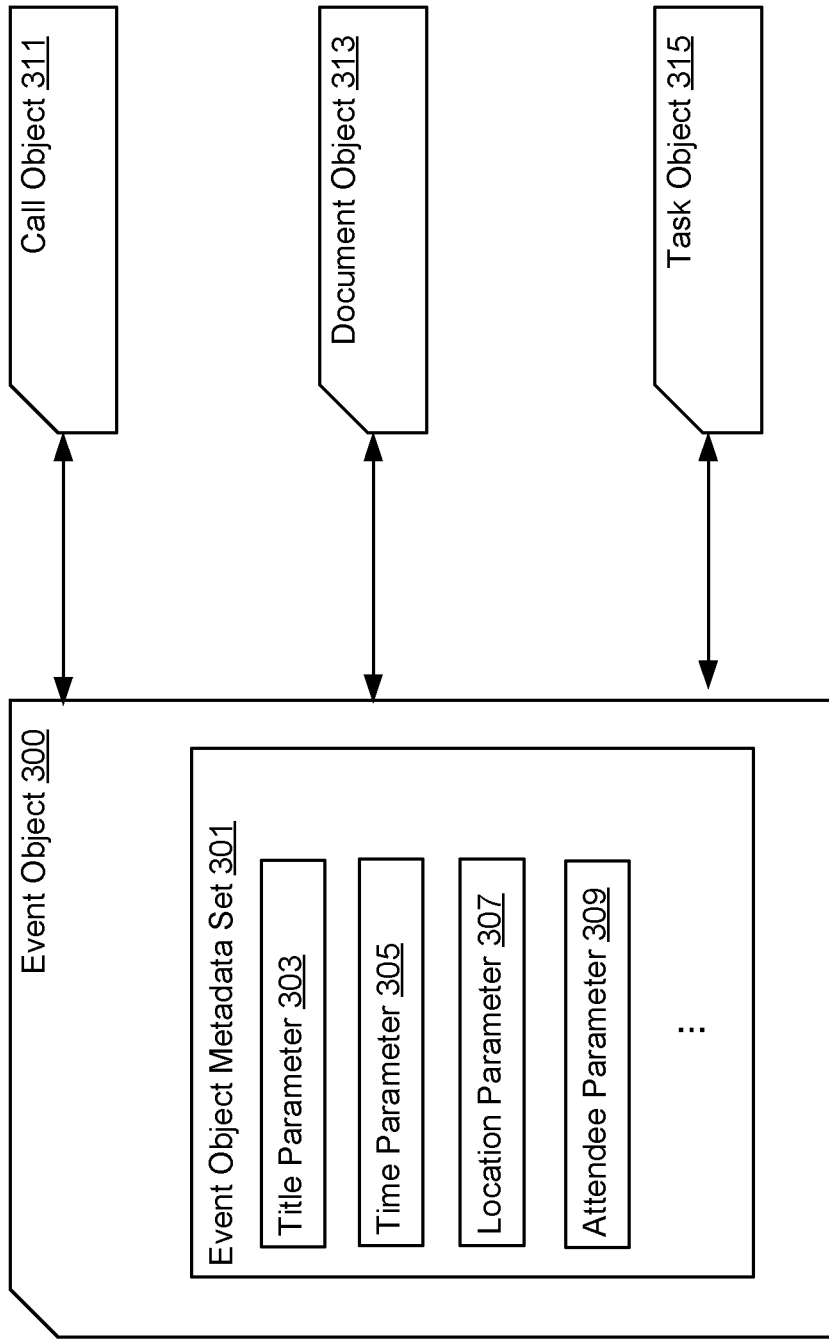 Event Object 300
Event Object Metadata Set 301
Title Parameter 303
Time Parameter 305
Location Parameter 307
Attendee Parameter 309
...
Call Object 311
Document Object 313
Task Object 315